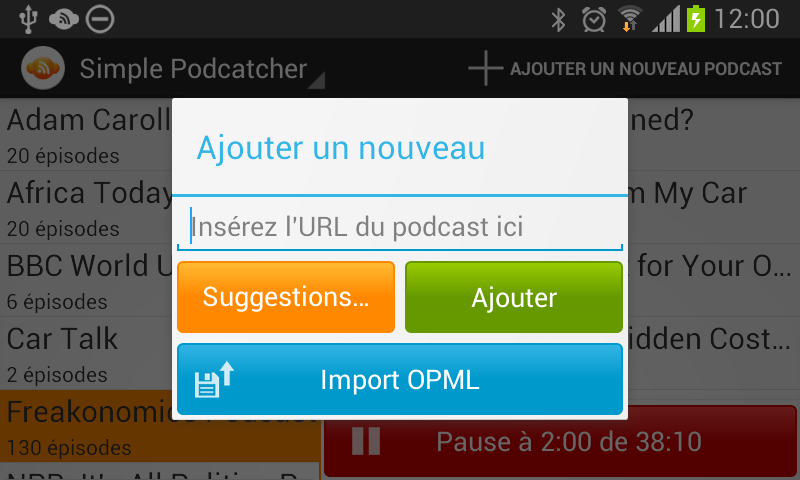 12:00
Simple Podcatcher
AJOUTER UN NOUVEAU PODCAST
Adam Caroll
ned?
20 épisodes
Ajouter un nouveau
Africa Today
m My Car
20 épisodes
Insérez l'URL du podcast ici
BBC World U
for Your O...
6 épisodes
Suggestions...
Ajouter
Car Talk
idden Cost...
2 épisodes
Import OPML
Freakonomics Podcast
130 épisodes
Pause à 2:00 de 38:10
NPR: It's All Politics P